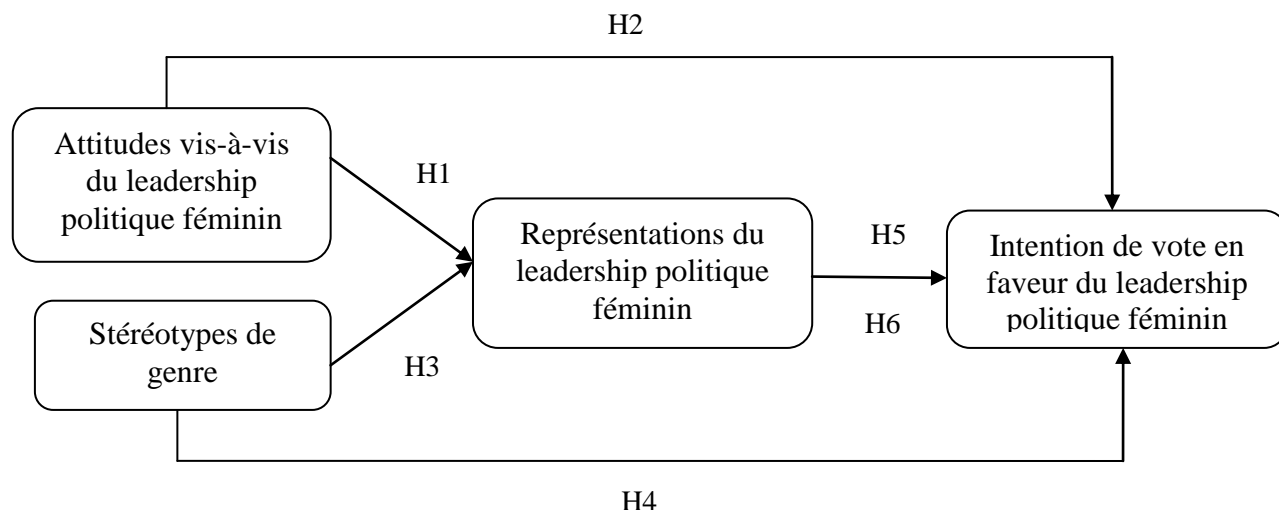 H2
Attitudes vis-à-vis
du leadership
politique féminin
H1
Représentations du
leadership politique
féminin
H5
H6
Intention de vote en
faveur du leadership
politique féminin
Stéréotypes de
genre
H3
H4